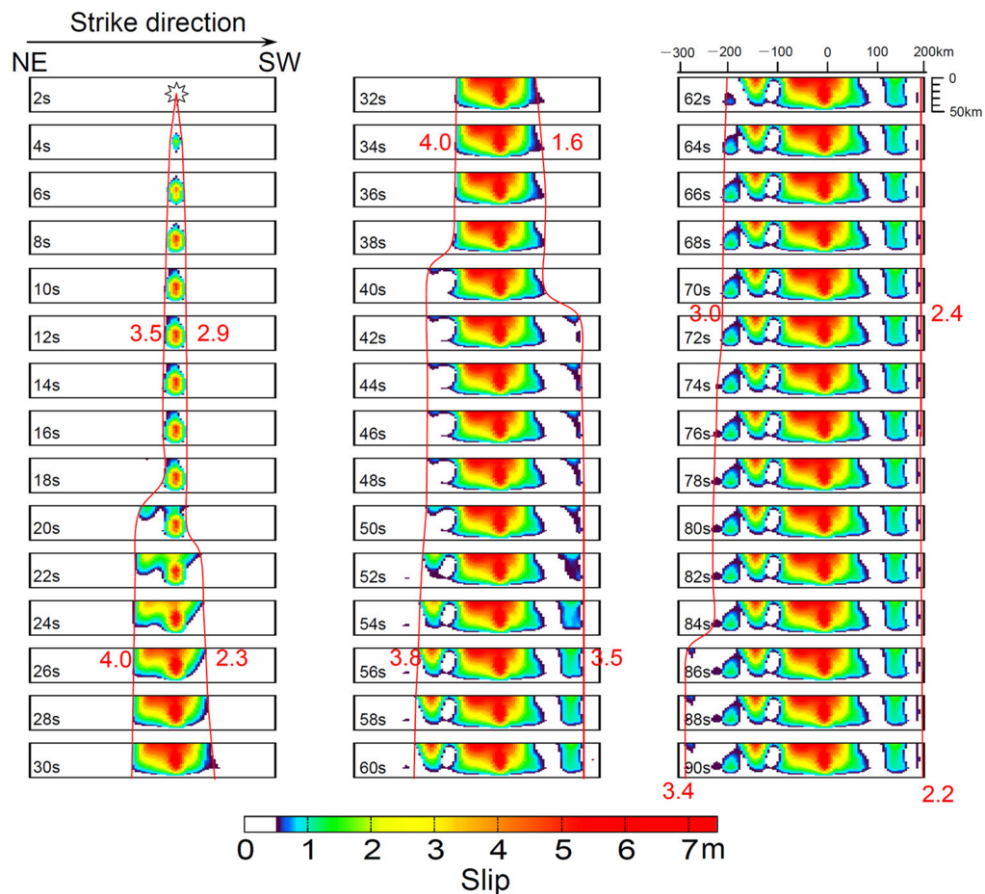 Strike direction
NE SW
2s
4s
6s
8s
10s
12s 3.5 2.9
14s
16s
18s
20s
22s
24s
26s 4.0 2.3
28s
30s
32s
34s 4.0 1.6
36s
38s
40s
42s
44s
46s
48s
50s
52s
54s
56s 3.8 3.5
58s
60s
−300 −200 −100 0 100 200km
62s 0
50km
64s
66s
68s
70s
3.0 2.4
72s
74s
76s
78s
80s
82s
84s
86s
88s
90s
3.4 2.2
0 1 2 3 4 5 6 7m
Slip